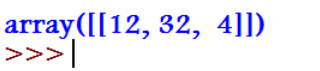 array([[12, 32,  4]])
>>>